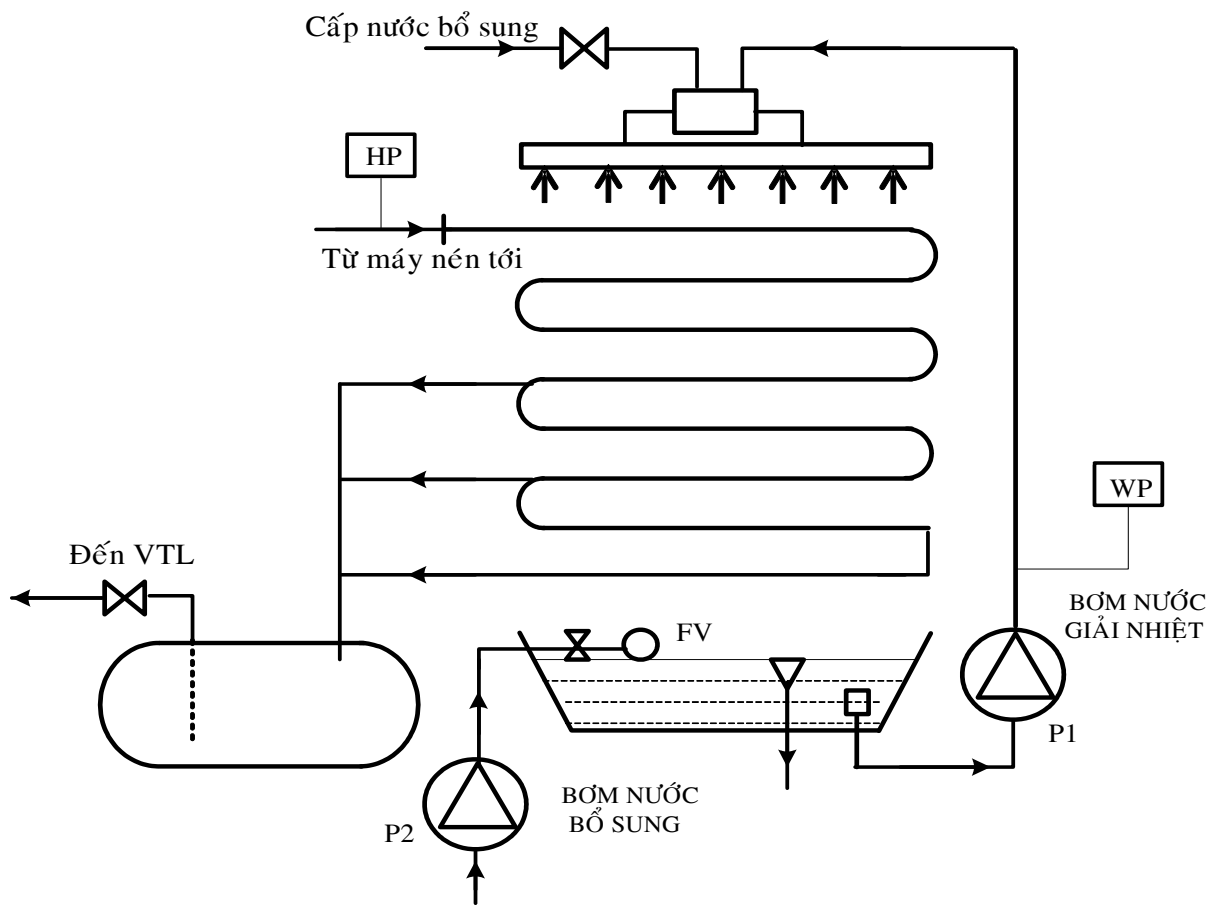 Cấp nước bổ sung
HP
Từ máy nén tới
WP
Đến VTL
BƠM NƯỚC
GIẢI NHIỆT
FV
P1
BƠM NƯỚC
BỔ SUNG
P2